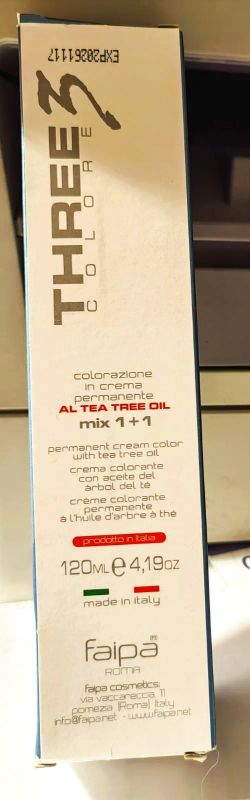 EXP20261117
THREE 3
COLORE
colorazione
in crema
permanente
AL TEA TREE OIL
mix 1+1
permanent cream color
with tea tree oil
crema colorante
con aceite del
árbol del té
crème colorante
permanente
à l'huile d'arbre à thé
prodotto in Italia
120ML e 4,19OZ
made in italy
faipa®
ROMA
faipa cosmetics:
via vaccareccia, 11
pomezia (Roma) Italy
info@faipa.net - www.faipa.net